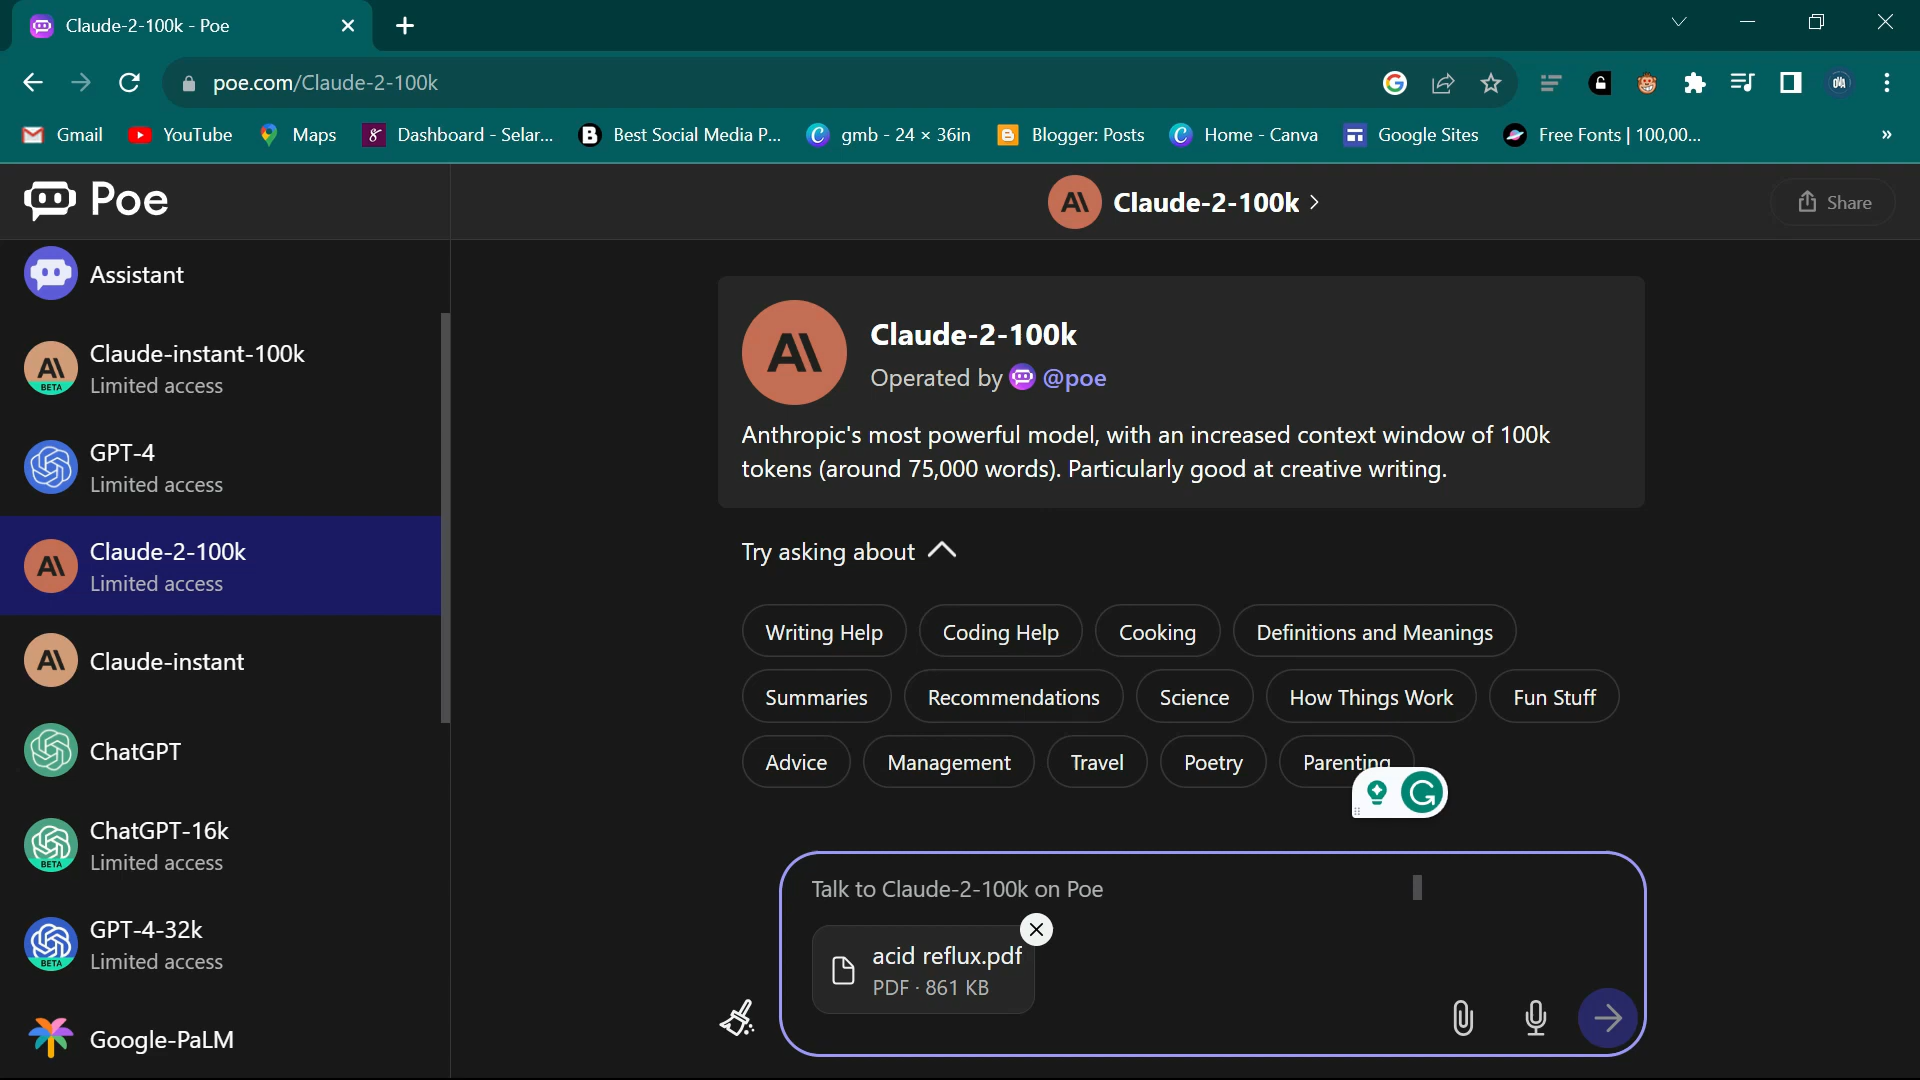 Claude-2-100k - Poe
poe.com/Claude-2-100k
Gmail
YouTube
Maps
Dashboard - Selar...
Best Social Media P...
gmb - 24 × 36in
Blogger: Posts
Home - Canva
Google Sites
Free Fonts | 100,00...
»
Poe
Claude-2-100k
Share
Assistant
Claude-instant-100k
Limited access
BETA
GPT-4
Limited access
Claude-2-100k
Limited access
Claude-instant
ChatGPT
ChatGPT-16k
Limited access
BETA
GPT-4-32k
Limited access
BETA
Google-PaLM
Claude-2-100k
Operated by @poe
Anthropic's most powerful model, with an increased context window of 100k
tokens (around 75,000 words). Particularly good at creative writing.
Try asking about
Writing Help
Coding Help
Cooking
Definitions and Meanings
Summaries
Recommendations
Science
How Things Work
Fun Stuff
Advice
Management
Travel
Poetry
Parenting
Talk to Claude-2-100k on Poe
acid reflux.pdf
PDF · 861 KB